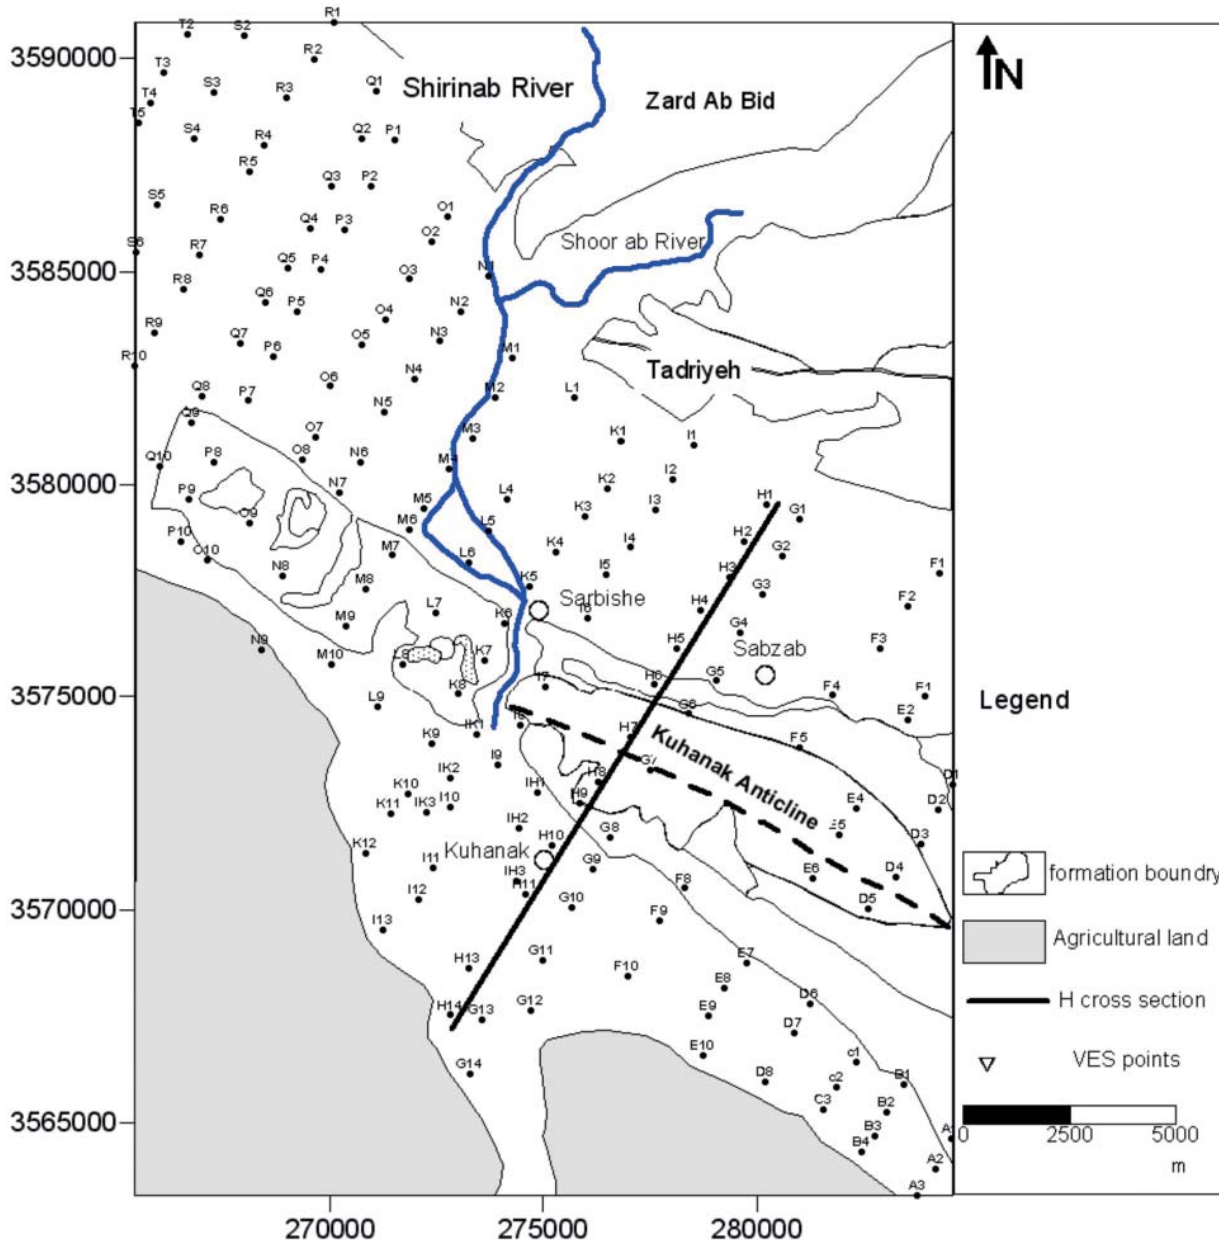 R1
T2
S2
3590000
R2
N
T3
Q1
Shirinab River
S3
R3
Zard Ab Bid
T4
T5
S4
R4
Q2
P1
R5
Q3
P2
S5
R6
O1
Q4
P3
O2
Shoor ab River
S6
R7
3585000
Q5
P4
N1
O3
R8
Q6
P5
O4
N2
R9
Q7
O5
N3
P6
M1
R10
Tadriyeh
O6
N4
Q8
P7
M2
L1
N5
Q9
O7
M3
K1
I1
Q10
P8
O8
N6
M4
I2
3580000
N7
K2
P9
L4
H1
M5
K3
I3
G1
O9
M6
L5
P10
H2
O10
M7
K4
I4
G2
L6
N8
I5
H3
F1
M8
K5
G3
Sarbishe
L7
H4
F2
M9
K6
I6
G4
N9
H5
F3
Sabzab
M10
L8
K7
3575000
K8
I7
H6
G5
F4
F1
Legend
L9
G6
E2
IK1
I8
K9
H7
F5
I9
G7
Kuhanak Anticline
IK2
H8
D1
K10
IH1
H9
E4
D2
K11
IK3
I10
IH2
G8
E5
D3
K12
Kuhanak
H10
I11
G9
E6
D4
formation boundry
IH3
H11
F8
I12
G10
D5
3570000
I13
F9
Agricultural land
G11
H13
F10
E7
E8
D6
H cross section
H14
G13
G12
E9
D7
E10
c1
VES points
G14
D8
c2
B1
C3
B2
3565000
B3
A
0
2500
5000
B4
A2
m
A3
270000
275000
280000